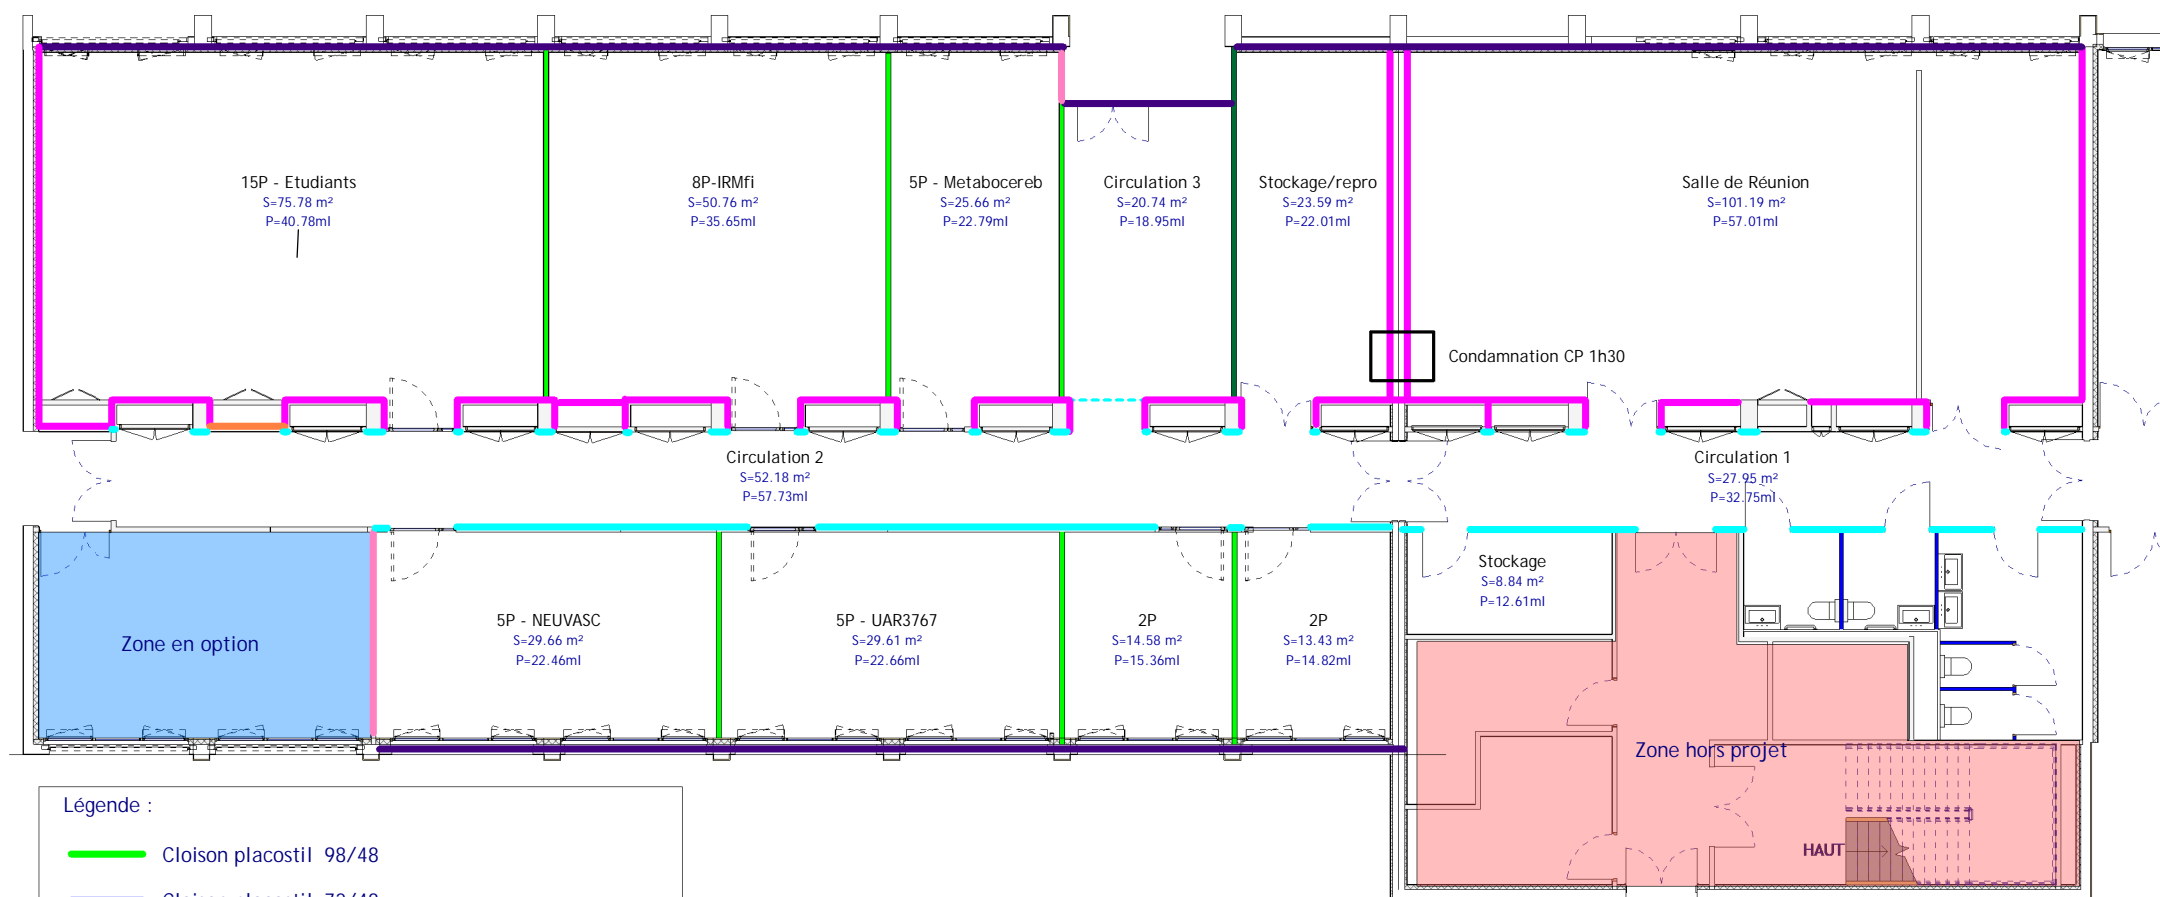 15P - Etudiants
S=75.78 m²
P=40.78ml
8P-IRMfi
S=50.76 m²
P=35.65ml
5P - Metabocereb
S=25.66 m²
P=22.79ml
Circulation 3
S=20.74 m²
P=18.95ml
Stockage/repro
S=23.59 m²
P=22.01ml
Salle de Réunion
S=101.19 m²
P=57.01ml
Condamnation CP 1h30
Circulation 2
S=52.18 m²
P=57.73ml
Circulation 1
S=27.95 m²
P=32.75ml
Zone en option
5P - NEUVASC
S=29.66 m²
P=22.46ml
5P - UAR3767
S=29.61 m²
P=22.66ml
2P
S=14.58 m²
P=15.36ml
2P
S=13.43 m²
P=14.82ml
Stockage
S=8.84 m²
P=12.61ml
Zone hors projet
HAUT
Légende :
Cloison placostil 98/48
Cloison placostil 72/48